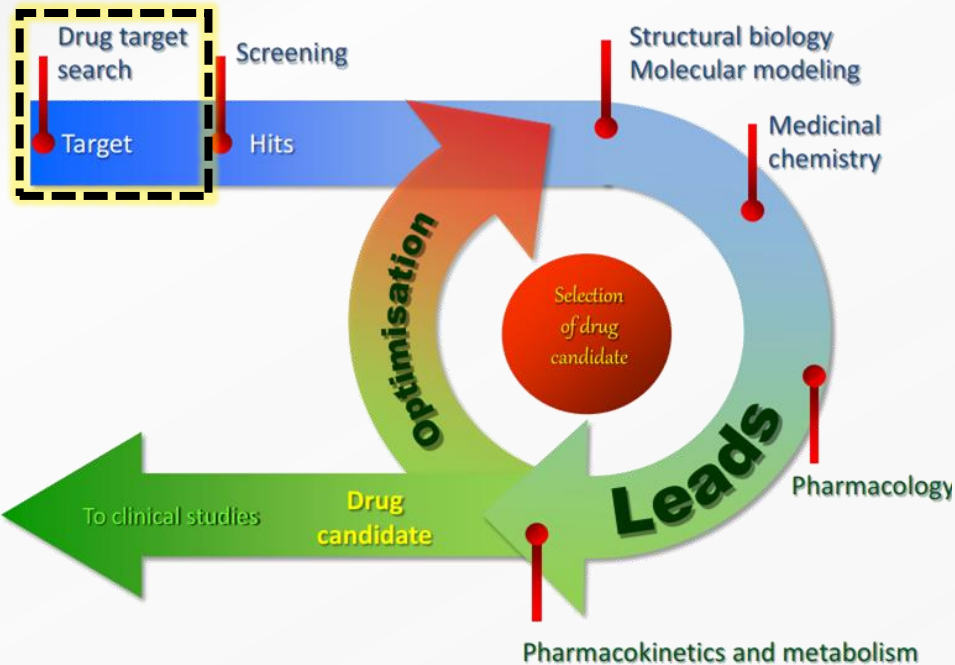 Drug target
search
Screening
Target
Hits
Structural biology
Molecular modeling
Medicinal
chemistry
Optimisation
Selection
of drug
candidate
Leads
Pharmacology
To clinical studies
Drug
candidate
Pharmacokinetics and metabolism